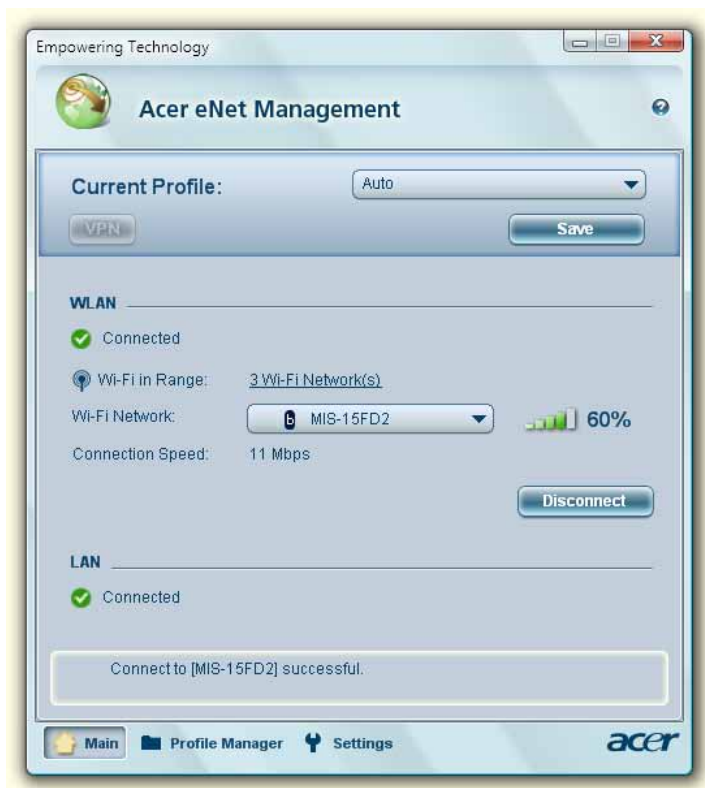 Empowering Technology
Acer eNet Management
Current Profile: Auto
VPN Save
WLAN
Connected
Wi-Fi in Range: 3 Wi-Fi Network(s)
Wi-Fi Network: b MIS-15FD2 60%
Connection Speed: 11 Mbps
Disconnect
LAN
Connected
Connect to [MIS-15FD2] successful.
Main Profile Manager Settings acer